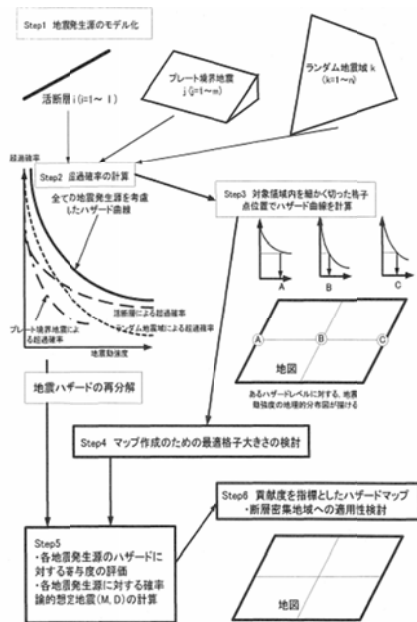 Step1 地震発生源のモデル化
活断層 i (i=1～ l)
プレート境界地震
j (j=1～m)
ランダム地震域 k
(k=1～n)
超過確率
Step2 超過確率の計算
全ての地震発生源を考慮
したハザード曲線
Step3 対象領域内を細かく切った格子
点位置でハザード曲線を計算
A
B
C
活断層による超過確率
プレート境界地震によ
る超過確率
ランダム地震域による超過確率
地震動強度
A
B
C
地図
あるハザードレベルに対する、地震
動強度の地理的分布図が描ける
地震ハザードの再分解
Step4 マップ作成のための最適格子大きさの検討
Step6 貢献度を指標としたハザードマップ
・断層密集地域への適用性検討
Step5
・各地震発生源のハザードに
対する寄与度の評価
・各地震発生源に対する確率
論的想定地震(M, D)の計算
地図